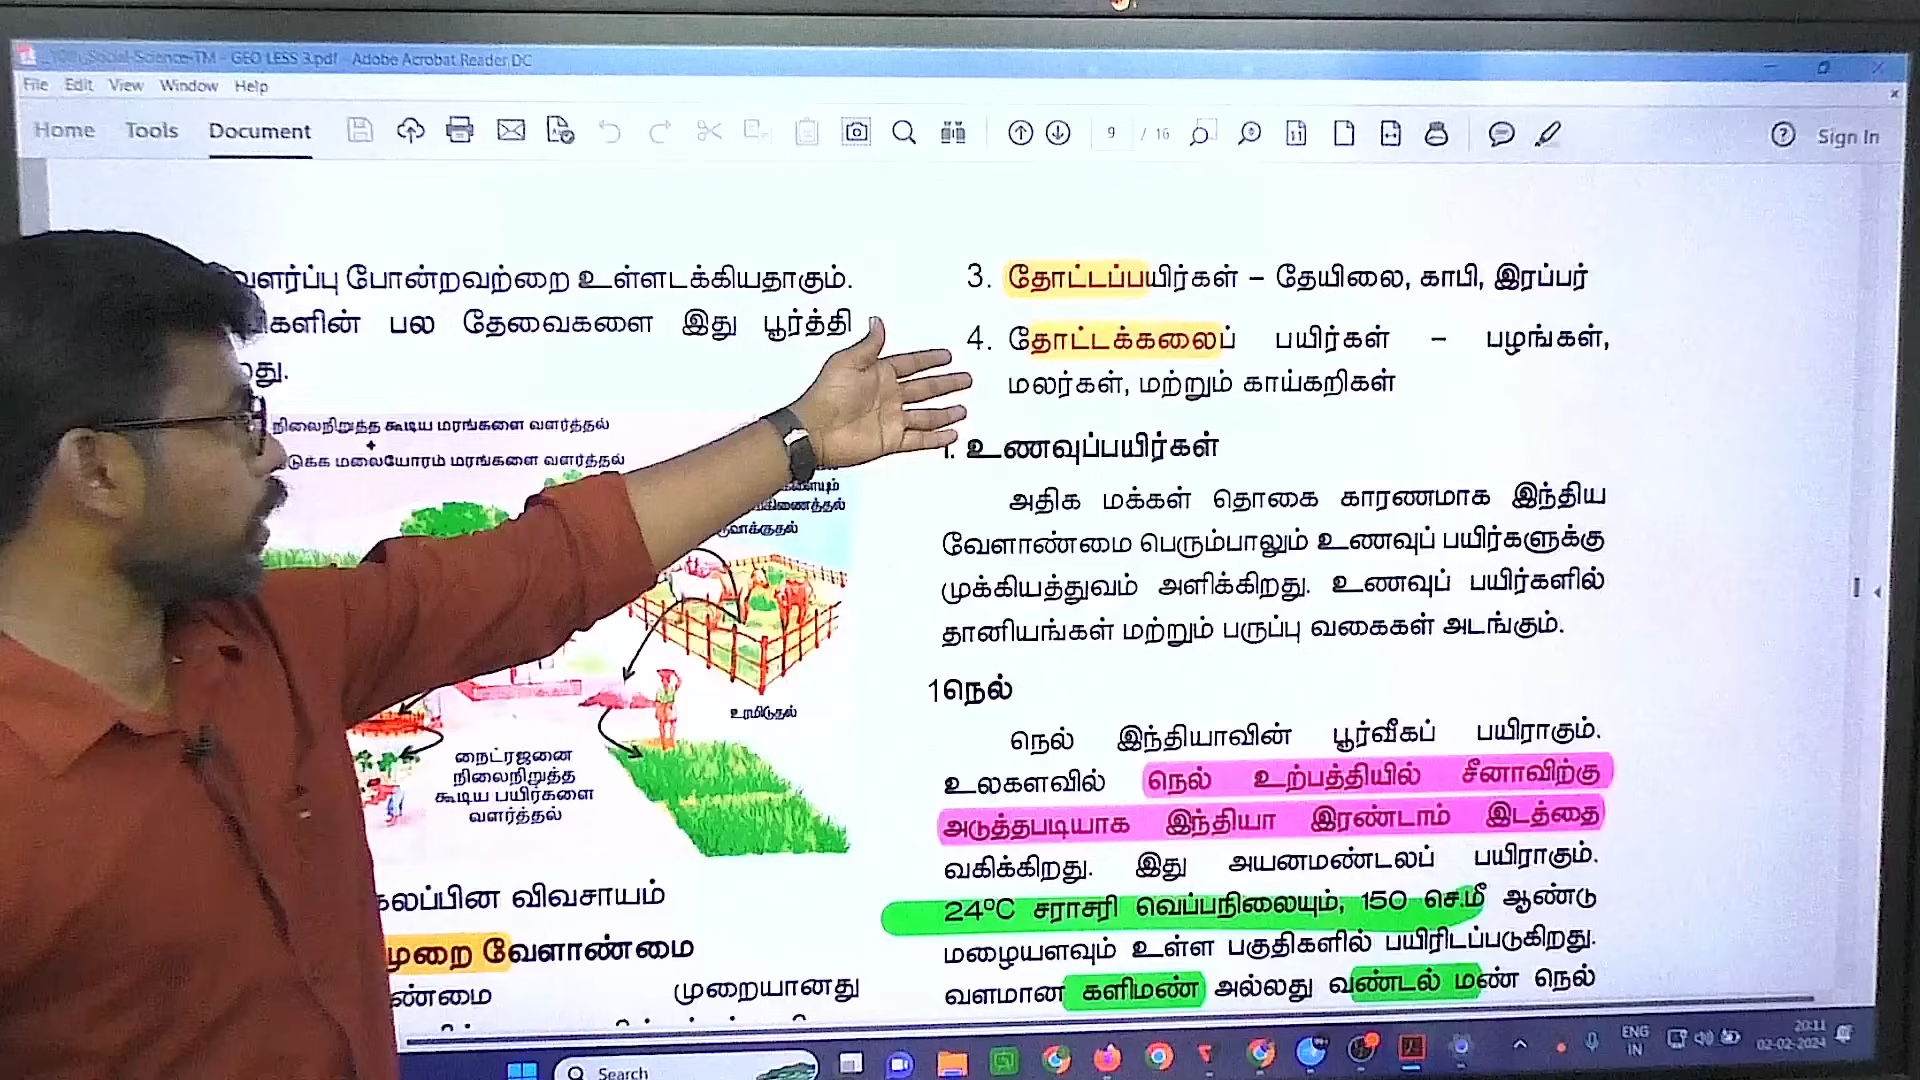 _10th_Social-Science-TM - GEO LESS 3.pdf - Adobe Acrobat Reader DC
File Edit View Window Help
Home Tools Document 9 / 16 Sign In
வளர்ப்பு போன்றவற்றை உள்ளடக்கியதாகும்.
களின் பல தேவைகளை இது பூர்த்தி
து.
நிலைநிறுத்த கூடிய மரங்களை வளர்த்தல்
+
டுக்க மலையோரம் மரங்களை வளர்த்தல்
உரமிடுதல்
நைட்ரஜனை
நிலைநிறுத்த
கூடிய பயிர்களை
வளர்த்தல்
கலப்பின விவசாயம்
முறை வேளாண்மை
ண்மை முறையானது
3. தோட்டப்பயிர்கள் – தேயிலை, காபி, இரப்பர்
4. தோட்டக்கலைப் பயிர்கள் – பழங்கள்,
மலர்கள், மற்றும் காய்கறிகள்
I. உணவுப்பயிர்கள்
அதிக மக்கள் தொகை காரணமாக இந்திய
வேளாண்மை பெரும்பாலும் உணவுப் பயிர்களுக்கு
முக்கியத்துவம் அளிக்கிறது. உணவுப் பயிர்களில்
தானியங்கள் மற்றும் பருப்பு வகைகள் அடங்கும்.
1நெல்
நெல் இந்தியாவின் பூர்வீகப் பயிராகும்.
உலகளவில் நெல் உற்பத்தியில் சீனாவிற்கு
அடுத்தபடியாக இந்தியா இரண்டாம் இடத்தை
வகிக்கிறது. இது அயனமண்டலப் பயிராகும்.
24°C சராசரி வெப்பநிலையும், 150 செ.மீ ஆண்டு
மழையளவும் உள்ள பகுதிகளில் பயிரிடப்படுகிறது.
வளமான களிமண் அல்லது வண்டல் மண் நெல்
Search
ENG
IN
20:11
02-02-2024